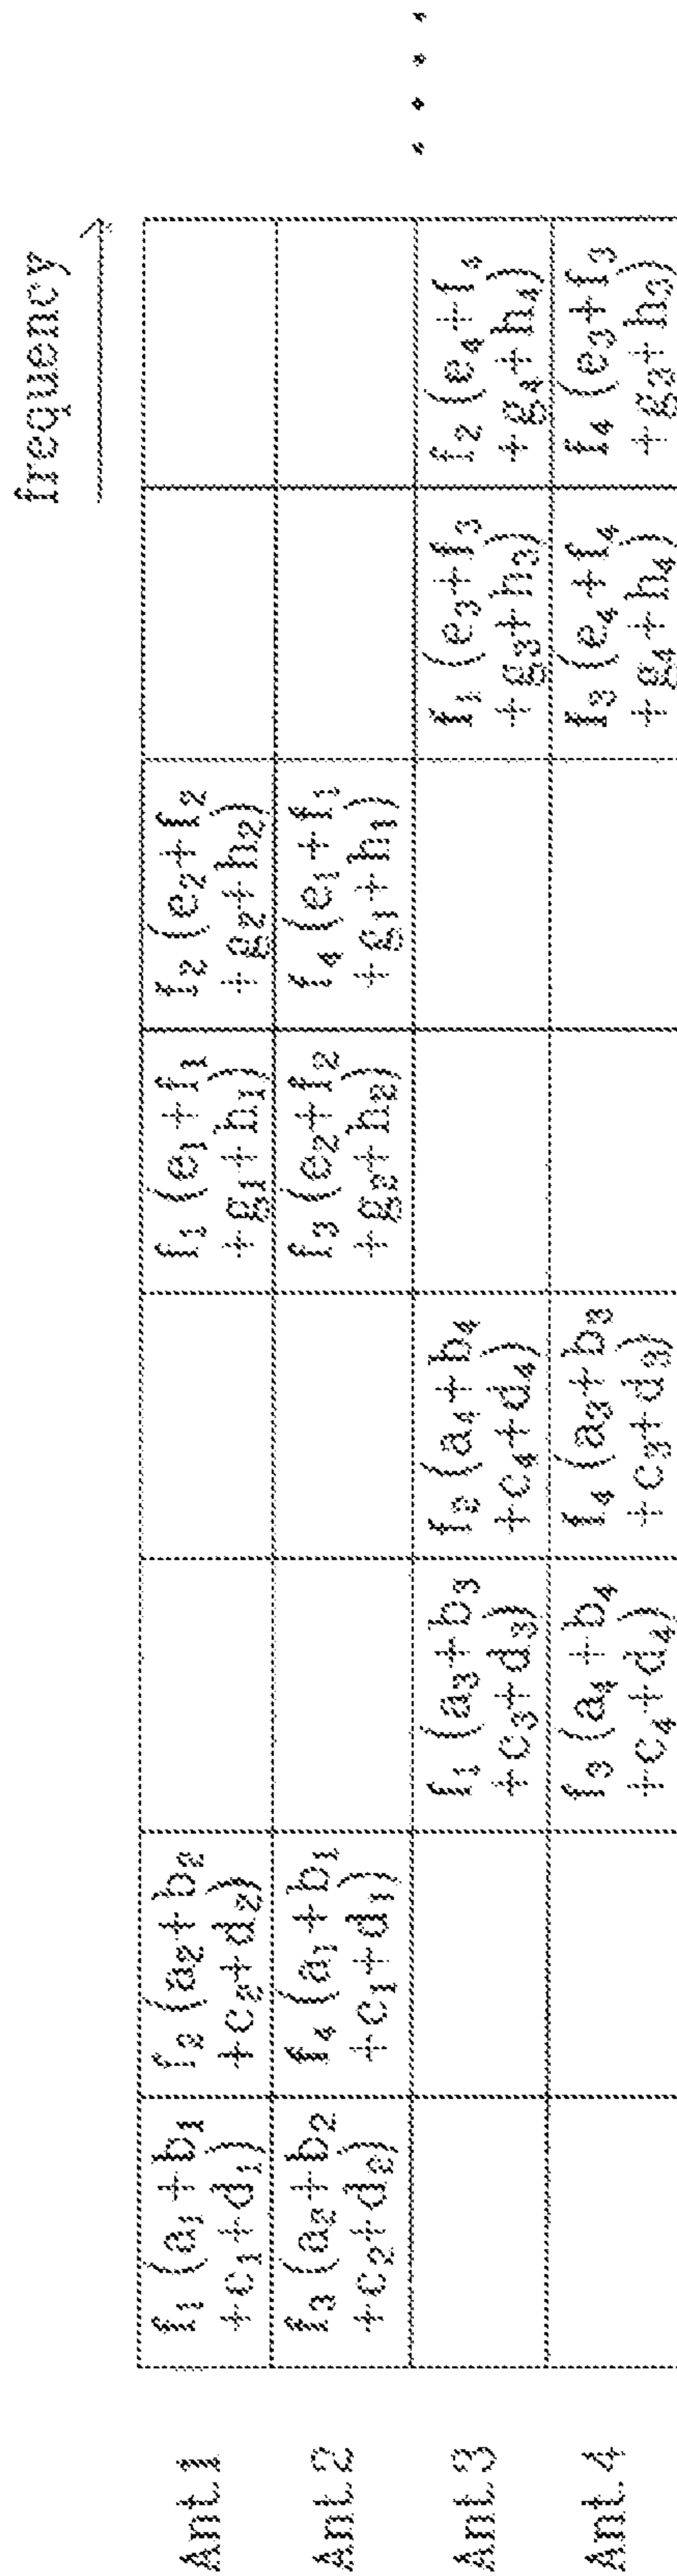 frequency
Ant.1
f₁ (a₁+b₁
+c₁+d₁)
f₂ (a₂+b₂
+c₂+d₂)
f₁ (e₁+f₁
+g₁+h₁)
f₂ (e₂+f₂
+g₂+h₂)
Ant.2
f₃ (a₂+b₂
+c₂+d₂)
f₄ (a₁+b₁
+c₁+d₁)
f₃ (e₂+f₂
+g₂+h₂)
f₄ (e₁+f₁
+g₁+h₁)
Ant.3
f₁ (a₃+b₃
+c₃+d₃)
f₂ (a₄+b₄
+c₄+d₄)
f₁ (e₃+f₃
+g₃+h₃)
f₂ (e₄+f₄
+g₄+h₄)
Ant.4
f₃ (a₄+b₄
+c₄+d₄)
f₄ (a₃+b₃
+c₃+d₃)
f₃ (e₄+f₄
+g₄+h₄)
f₄ (e₃+f₃
+g₃+h₃)